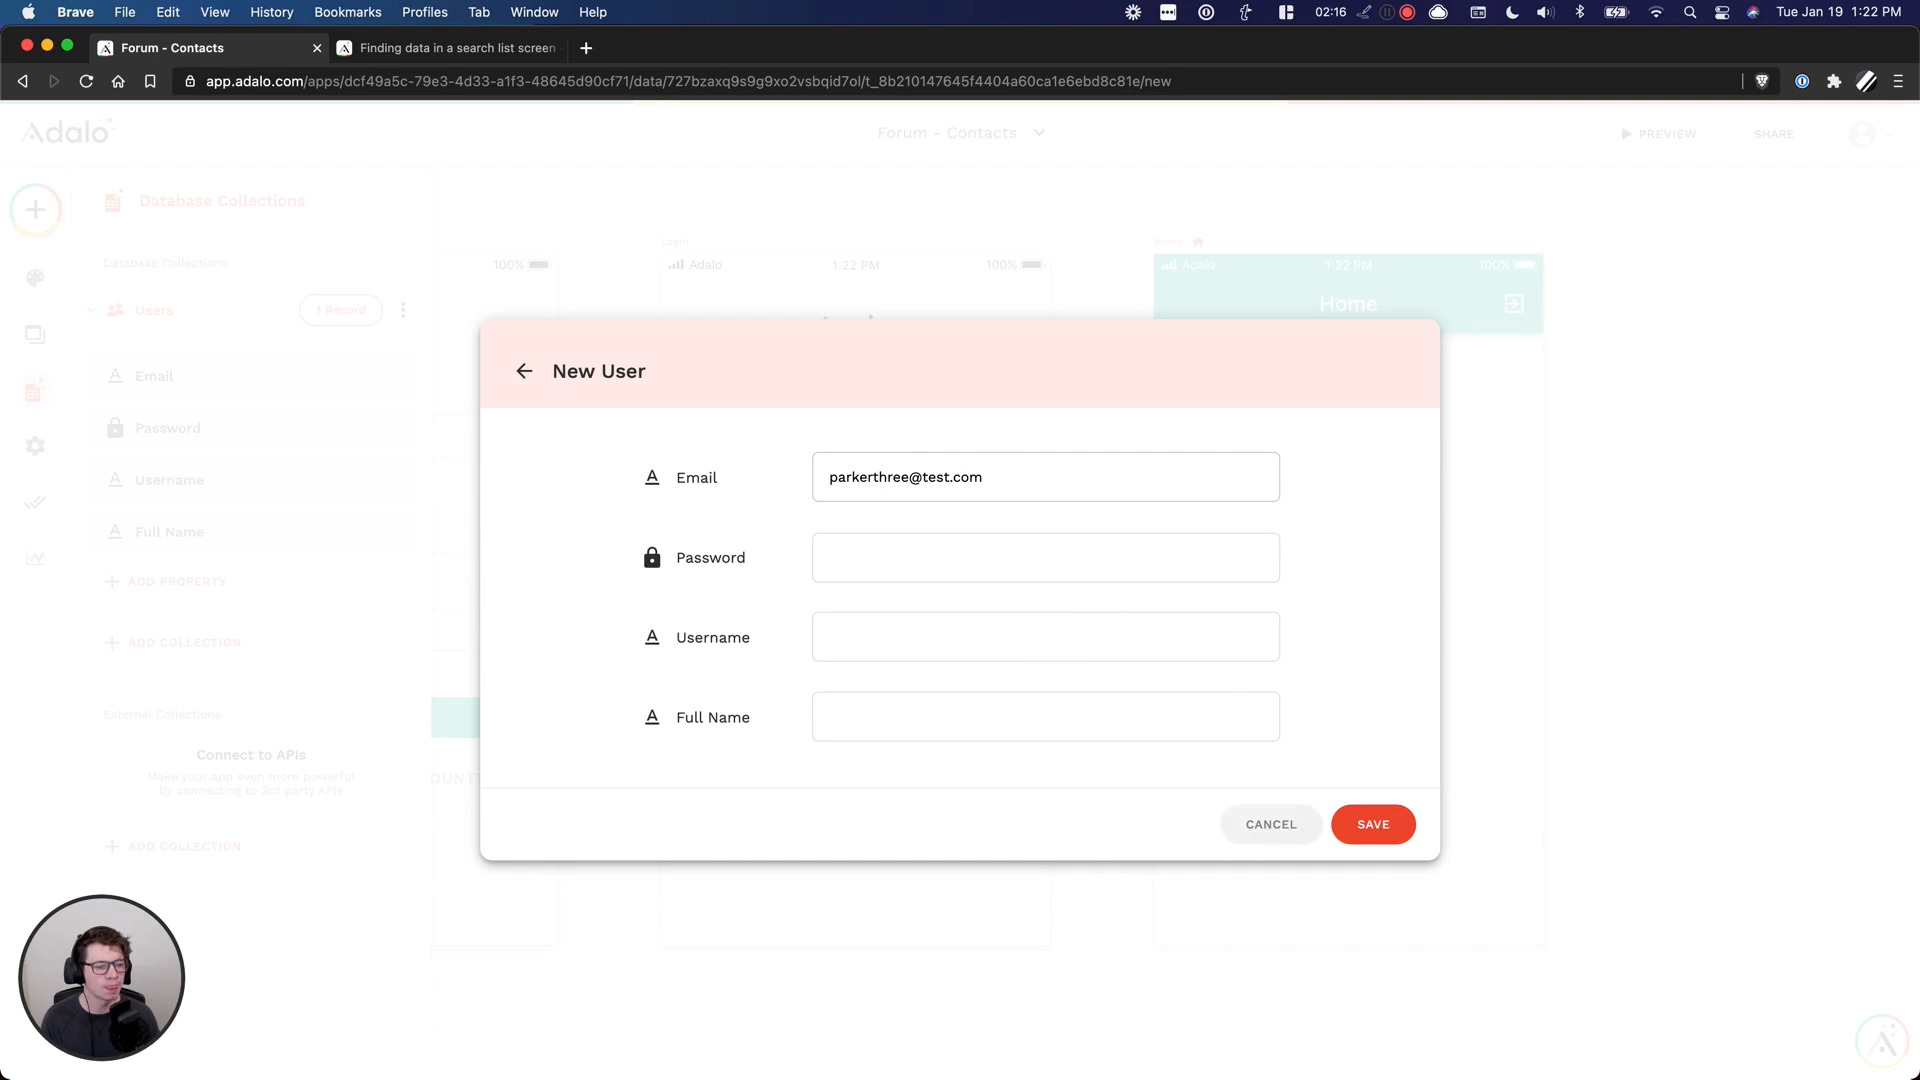 Brave File Edit View History Bookmarks Profiles Tab Window Help 02:16 Tue Jan 19 1:22 PM
Forum - Contacts Finding data in a search list screen
app.adalo.com/apps/dcf49a5c-79e3-4d33-a1f3-48645d90cf71/data/727bzaxq9s9g9xo2vsbqid7ol/t_8b210147645f4404a60ca1e6ebd8c81e/new
Adalo Forum - Contacts PREVIEW SHARE
Database Collections
Login Home
Database Collections 100% Adalo 1:22 PM 100% Adalo 1:22 PM 100%
Users 1 Record Home
New User
Email
Password
Username
Full Name
ADD PROPERTY
ADD COLLECTION
External Collections
Connect to APIs
Make your app even more powerful
by connecting to 3rd party APIs
ADD COLLECTION
Email parkerthree@test.com
Password
Username
Full Name
CANCEL SAVE